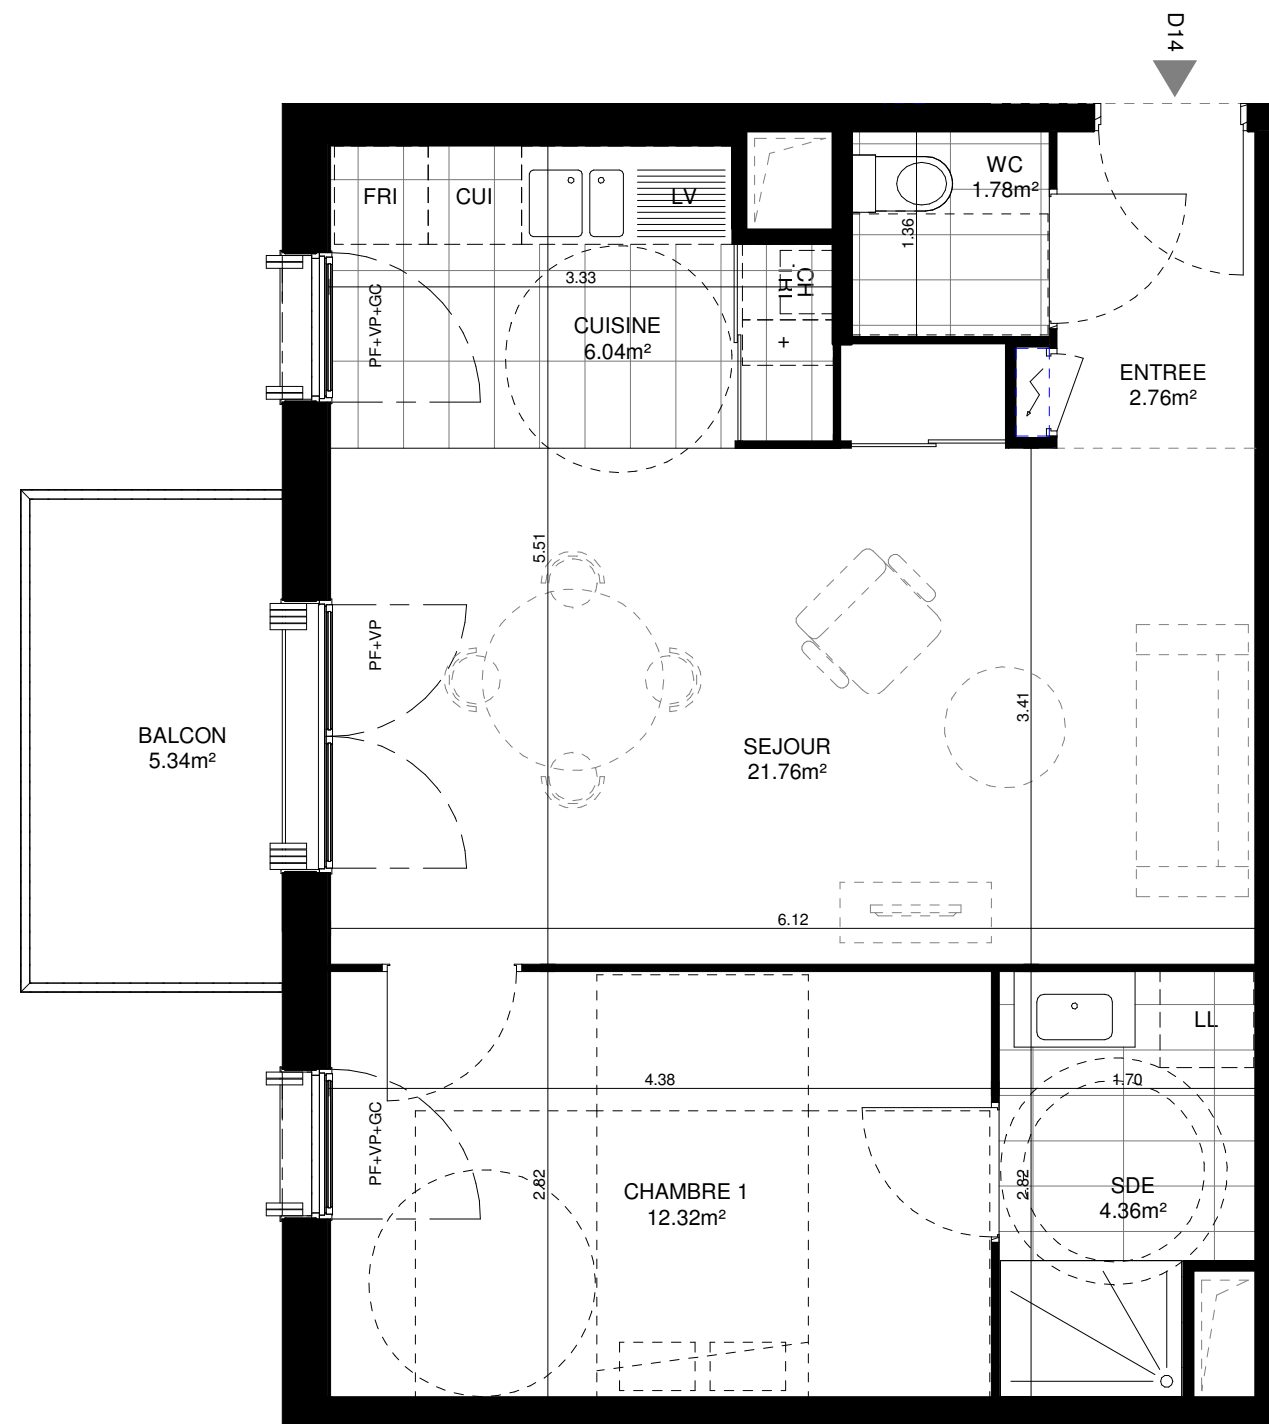 D14
WC
1.78m²
FRI
CUI
LV
1.36
3.33
PF+VP+GC
CUISINE
6.04m²
CH
+
ENTREE
2.76m²
5.51
PF+VP
3.41
BALCON
5.34m²
SEJOUR
21.76m²
6.12
LL
4.38
1.70
PF+VP+GC
2.82
CHAMBRE 1
12.32m²
2.82
SDE
4.36m²